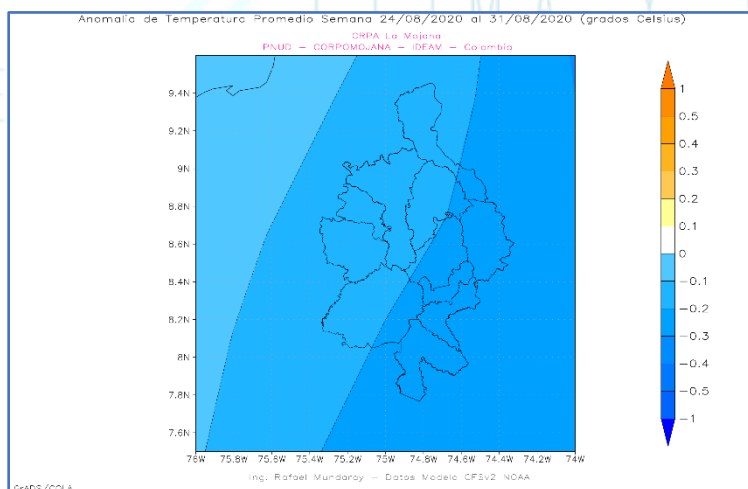 Anomalía de Temperatura Promedio Semana 24/08/2020 al 31/08/2020 (grados Celsius)
CRPA La Mojana
PNUD – CORPOMOJANA – IDEAM – Colombia
9.4N
9.2N
9N
8.8N
8.6N
8.4N
8.2N
8N
7.8N
7.6N
76W 75.8W 75.6W 75.4W 75.2W 75W 74.8W 74.6W 74.4W 74.2W 74W
1
0.5
0.4
0.3
0.2
0.1
0
−0.1
−0.2
−0.3
−0.4
−0.5
−1
Ing. Rafael Mundaray – Datos Modelo CFSv2 NOAA
GrADS/COLA